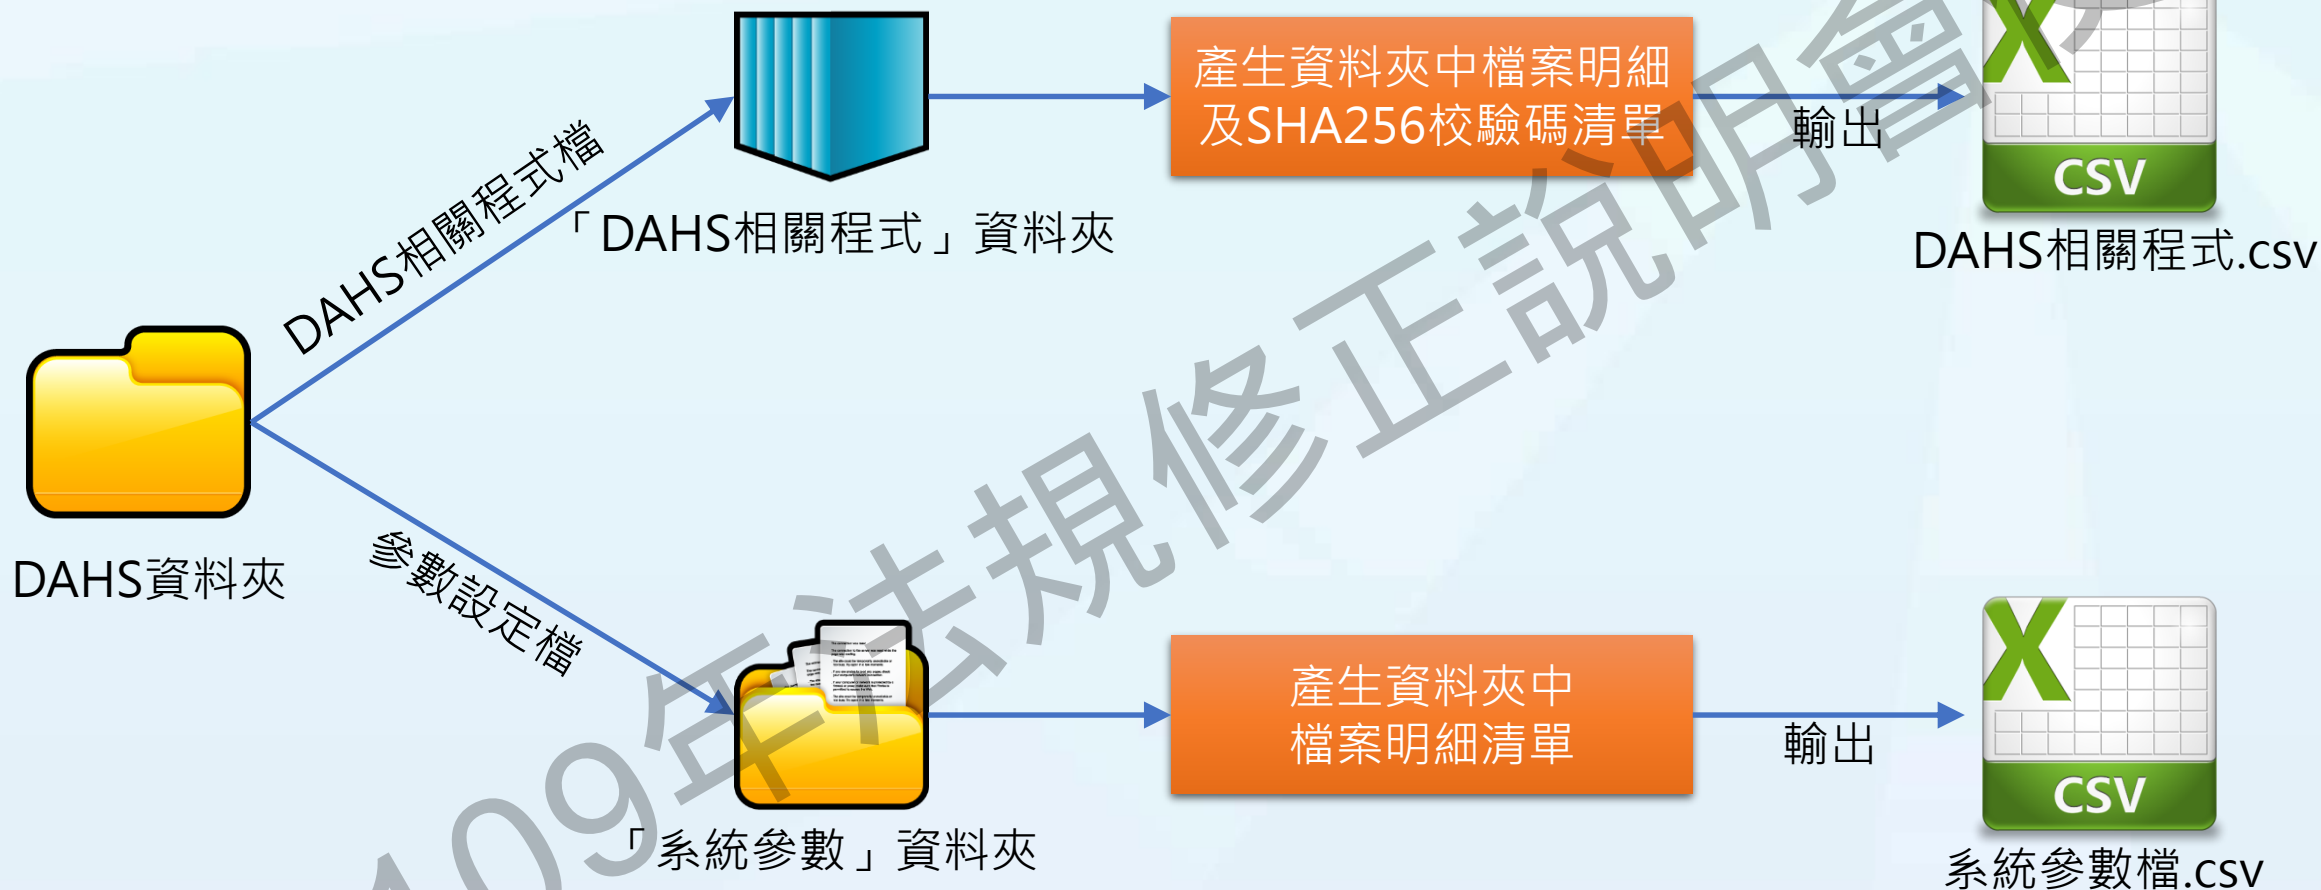 產生資料夾中檔案明細
及SHA256校驗碼清單
輸出
CSV
DAHS相關程式.csv
DAHS相關程式檔
「DAHS相關程式」資料夾
DAHS資料夾
參數設定檔
「系統參數」資料夾
產生資料夾中
檔案明細清單
輸出
CSV
系統參數檔.csv
109年法規修正說明會